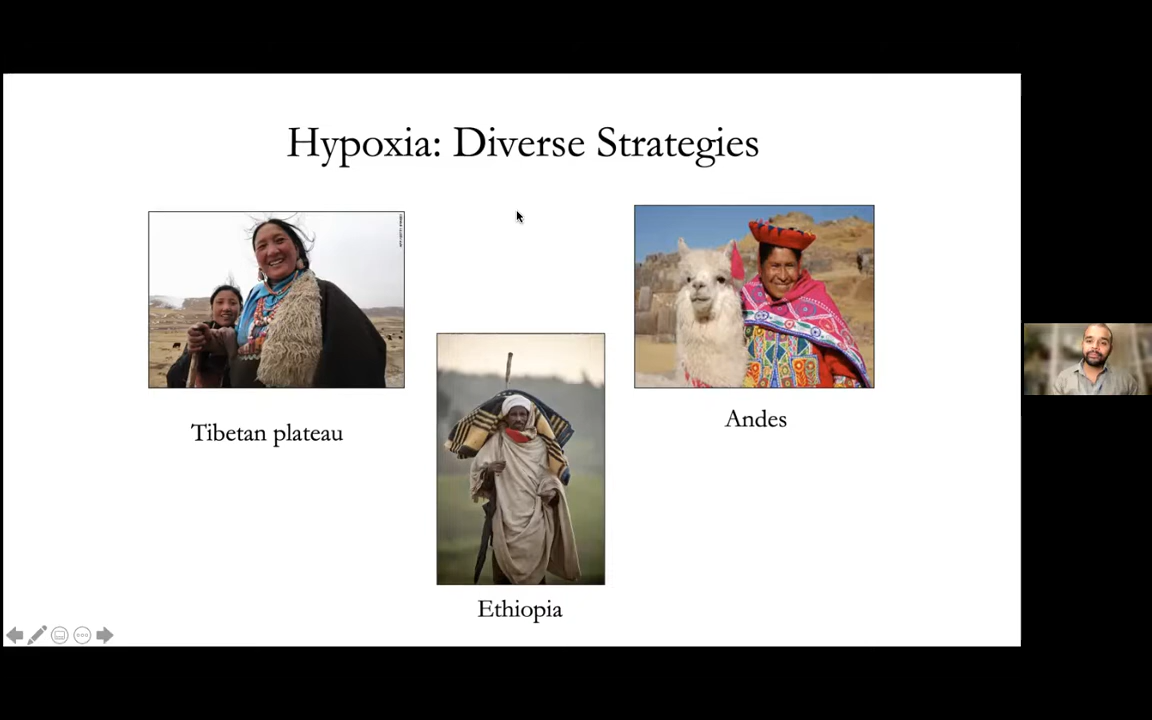 Hypoxia: Diverse Strategies
Tibetan plateau
Andes
Ethiopia